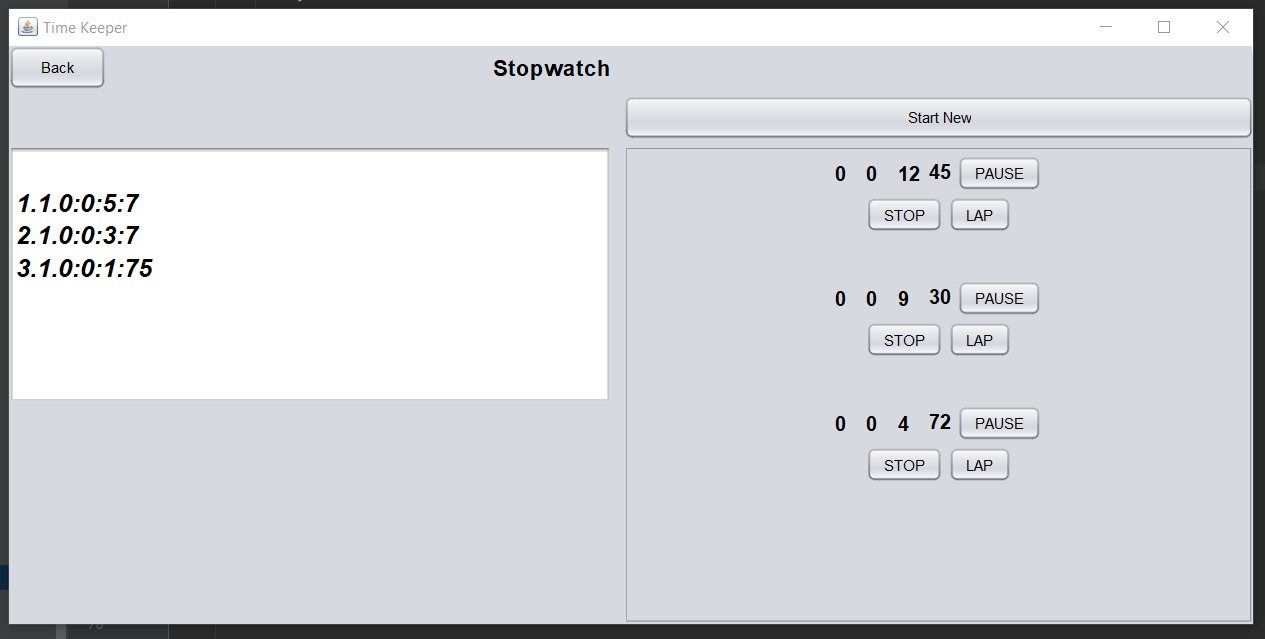 Time Keeper
Back
Stopwatch
Start New
1.1.0:0:5:7
2.1.0:0:3:7
3.1.0:0:1:75
0 0 12 45 PAUSE
STOP LAP
0 0 9 30 PAUSE
STOP LAP
0 0 4 72 PAUSE
STOP LAP